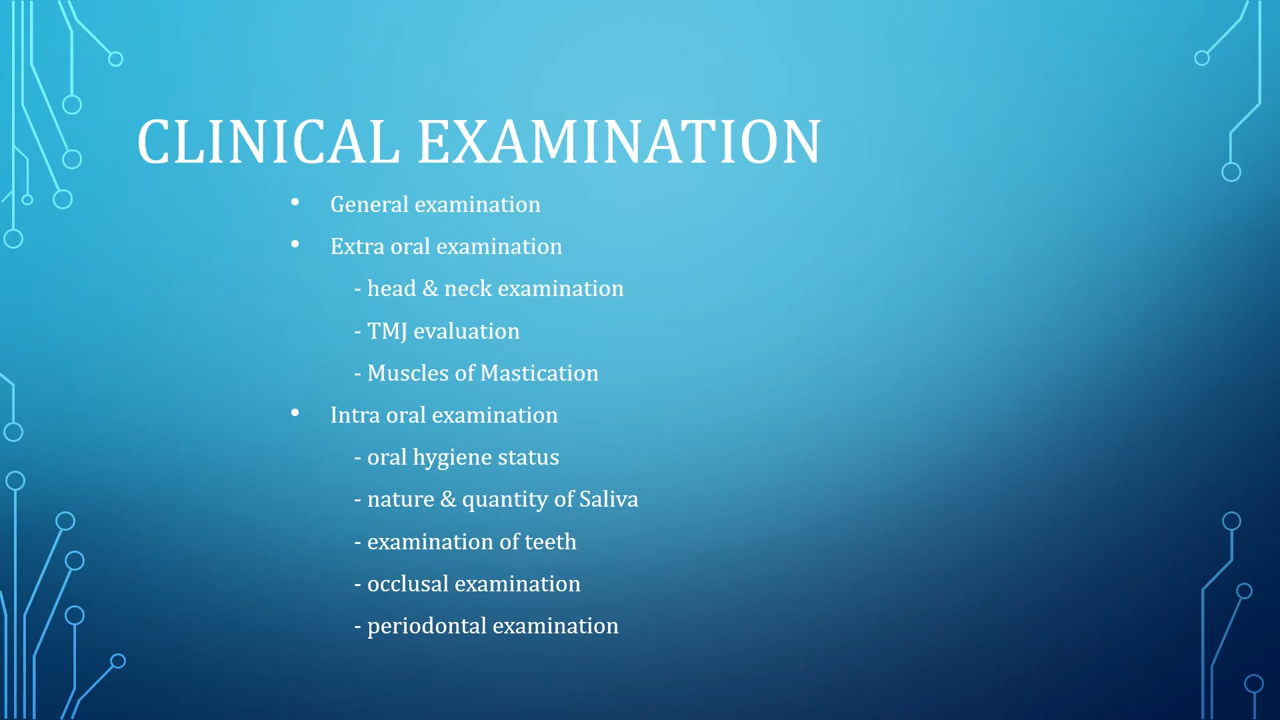 CLINICAL EXAMINATION
• General examination
• Extra oral examination
- head & neck examination
- TMJ evaluation
- Muscles of Mastication
• Intra oral examination
- oral hygiene status
- nature & quantity of Saliva
- examination of teeth
- occlusal examination
- periodontal examination